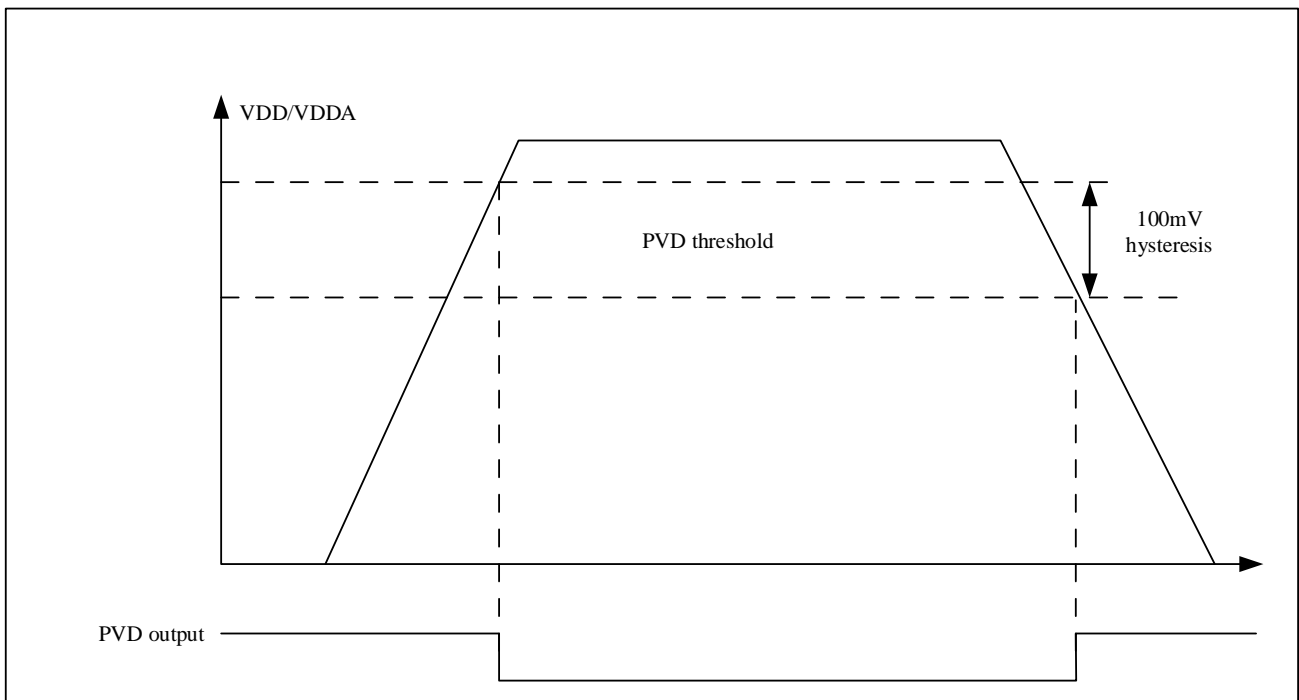 VDD/VDDA
PVD threshold
100mV
hysteresis
PVD output